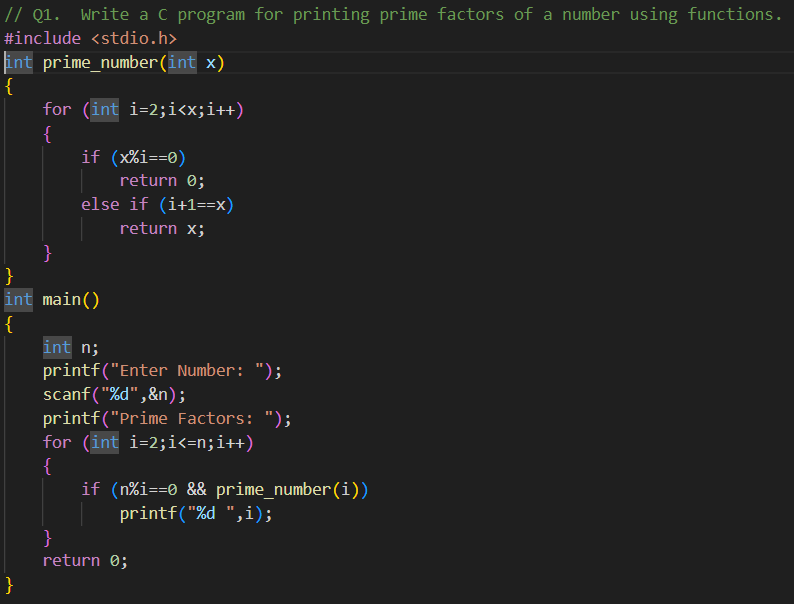 // Q1.  Write a C program for printing prime factors of a number using functions.
#include <stdio.h>
int prime_number(int x)
{
    for (int i=2;i<x;i++)
    {
        if (x%i==0)
            return 0;
        else if (i+1==x)
            return x;
    }
}
int main()
{
    int n;
    printf("Enter Number: ");
    scanf("%d",&n);
    printf("Prime Factors: ");
    for (int i=2;i<=n;i++)
    {
        if (n%i==0 && prime_number(i))
            printf("%d ",i);
    }
    return 0;
}